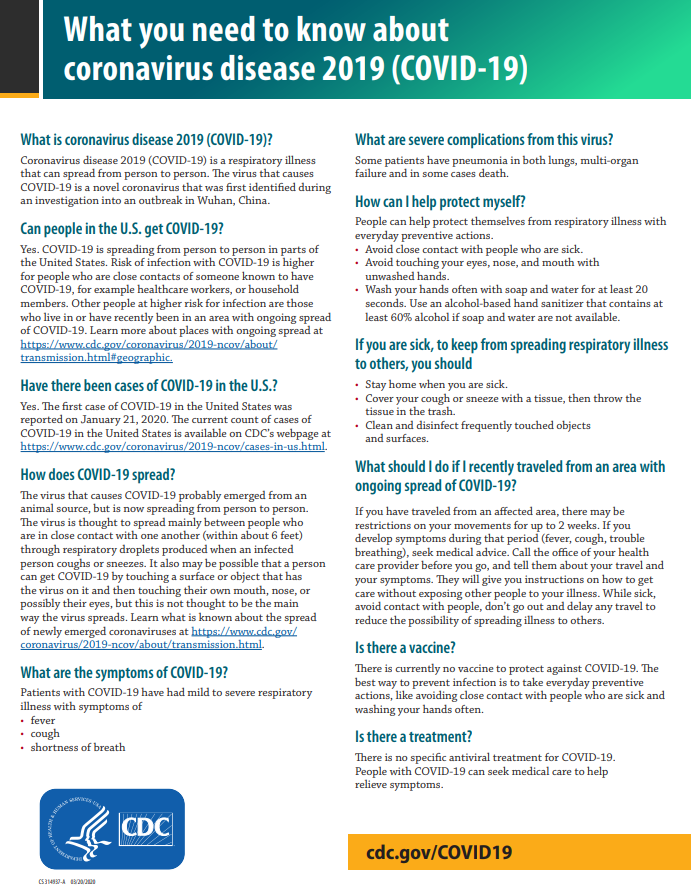 What you need to know about
coronavirus disease 2019 (COVID-19)
What is coronavirus disease 2019 (COVID-19)?
Coronavirus disease 2019 (COVID-19) is a respiratory illness
that can spread from person to person. The virus that causes
COVID-19 is a novel coronavirus that was first identified during
an investigation into an outbreak in Wuhan, China.
Can people in the U.S. get COVID-19?
Yes. COVID-19 is spreading from person to person in parts of
the United States. Risk of infection with COVID-19 is higher
for people who are close contacts of someone known to have
COVID-19, for example healthcare workers, or household
members. Other people at higher risk for infection are those
who live in or have recently been in an area with ongoing spread
of COVID-19. Learn more about places with ongoing spread at
https://www.cdc.gov/coronavirus/2019-ncov/about/
transmission.html#geographic.
Have there been cases of COVID-19 in the U.S.?
Yes. The first case of COVID-19 in the United States was
reported on January 21, 2020. The current count of cases of
COVID-19 in the United States is available on CDC's webpage at
https://www.cdc.gov/coronavirus/2019-ncov/cases-in-us.html.
How does COVID-19 spread?
The virus that causes COVID-19 probably emerged from an
animal source, but is now spreading from person to person.
The virus is thought to spread mainly between people who
are in close contact with one another (within about 6 feet)
through respiratory droplets produced when an infected
person coughs or sneezes. It also may be possible that a person
can get COVID-19 by touching a surface or object that has
the virus on it and then touching their own mouth, nose, or
possibly their eyes, but this is not thought to be the main
way the virus spreads. Learn what is known about the spread
of newly emerged coronaviruses at https://www.cdc.gov/
coronavirus/2019-ncov/about/transmission.html.
What are the symptoms of COVID-19?
Patients with COVID-19 have had mild to severe respiratory
illness with symptoms of
• fever
• cough
• shortness of breath
What are severe complications from this virus?
Some patients have pneumonia in both lungs, multi-organ
failure and in some cases death.
How can I help protect myself?
People can help protect themselves from respiratory illness with
everyday preventive actions.
• Avoid close contact with people who are sick.
• Avoid touching your eyes, nose, and mouth with
unwashed hands.
• Wash your hands often with soap and water for at least 20
seconds. Use an alcohol-based hand sanitizer that contains at
least 60% alcohol if soap and water are not available.
If you are sick, to keep from spreading respiratory illness
to others, you should
• Stay home when you are sick.
• Cover your cough or sneeze with a tissue, then throw the
tissue in the trash.
• Clean and disinfect frequently touched objects
and surfaces.
What should I do if I recently traveled from an area with
ongoing spread of COVID-19?
If you have traveled from an affected area, there may be
restrictions on your movements for up to 2 weeks. If you
develop symptoms during that period (fever, cough, trouble
breathing), seek medical advice. Call the office of your health
care provider before you go, and tell them about your travel and
your symptoms. They will give you instructions on how to get
care without exposing other people to your illness. While sick,
avoid contact with people, don't go out and delay any travel to
reduce the possibility of spreading illness to others.
Is there a vaccine?
There is currently no vaccine to protect against COVID-19. The
best way to prevent infection is to take everyday preventive
actions, like avoiding close contact with people who are sick and
washing your hands often.
Is there a treatment?
There is no specific antiviral treatment for COVID-19.
People with COVID-19 can seek medical care to help
relieve symptoms.
DEPARTMENT OF HEALTH & HUMAN SERVICES·USA
CDC
CS 314937-A 03/20/2020
cdc.gov/COVID19